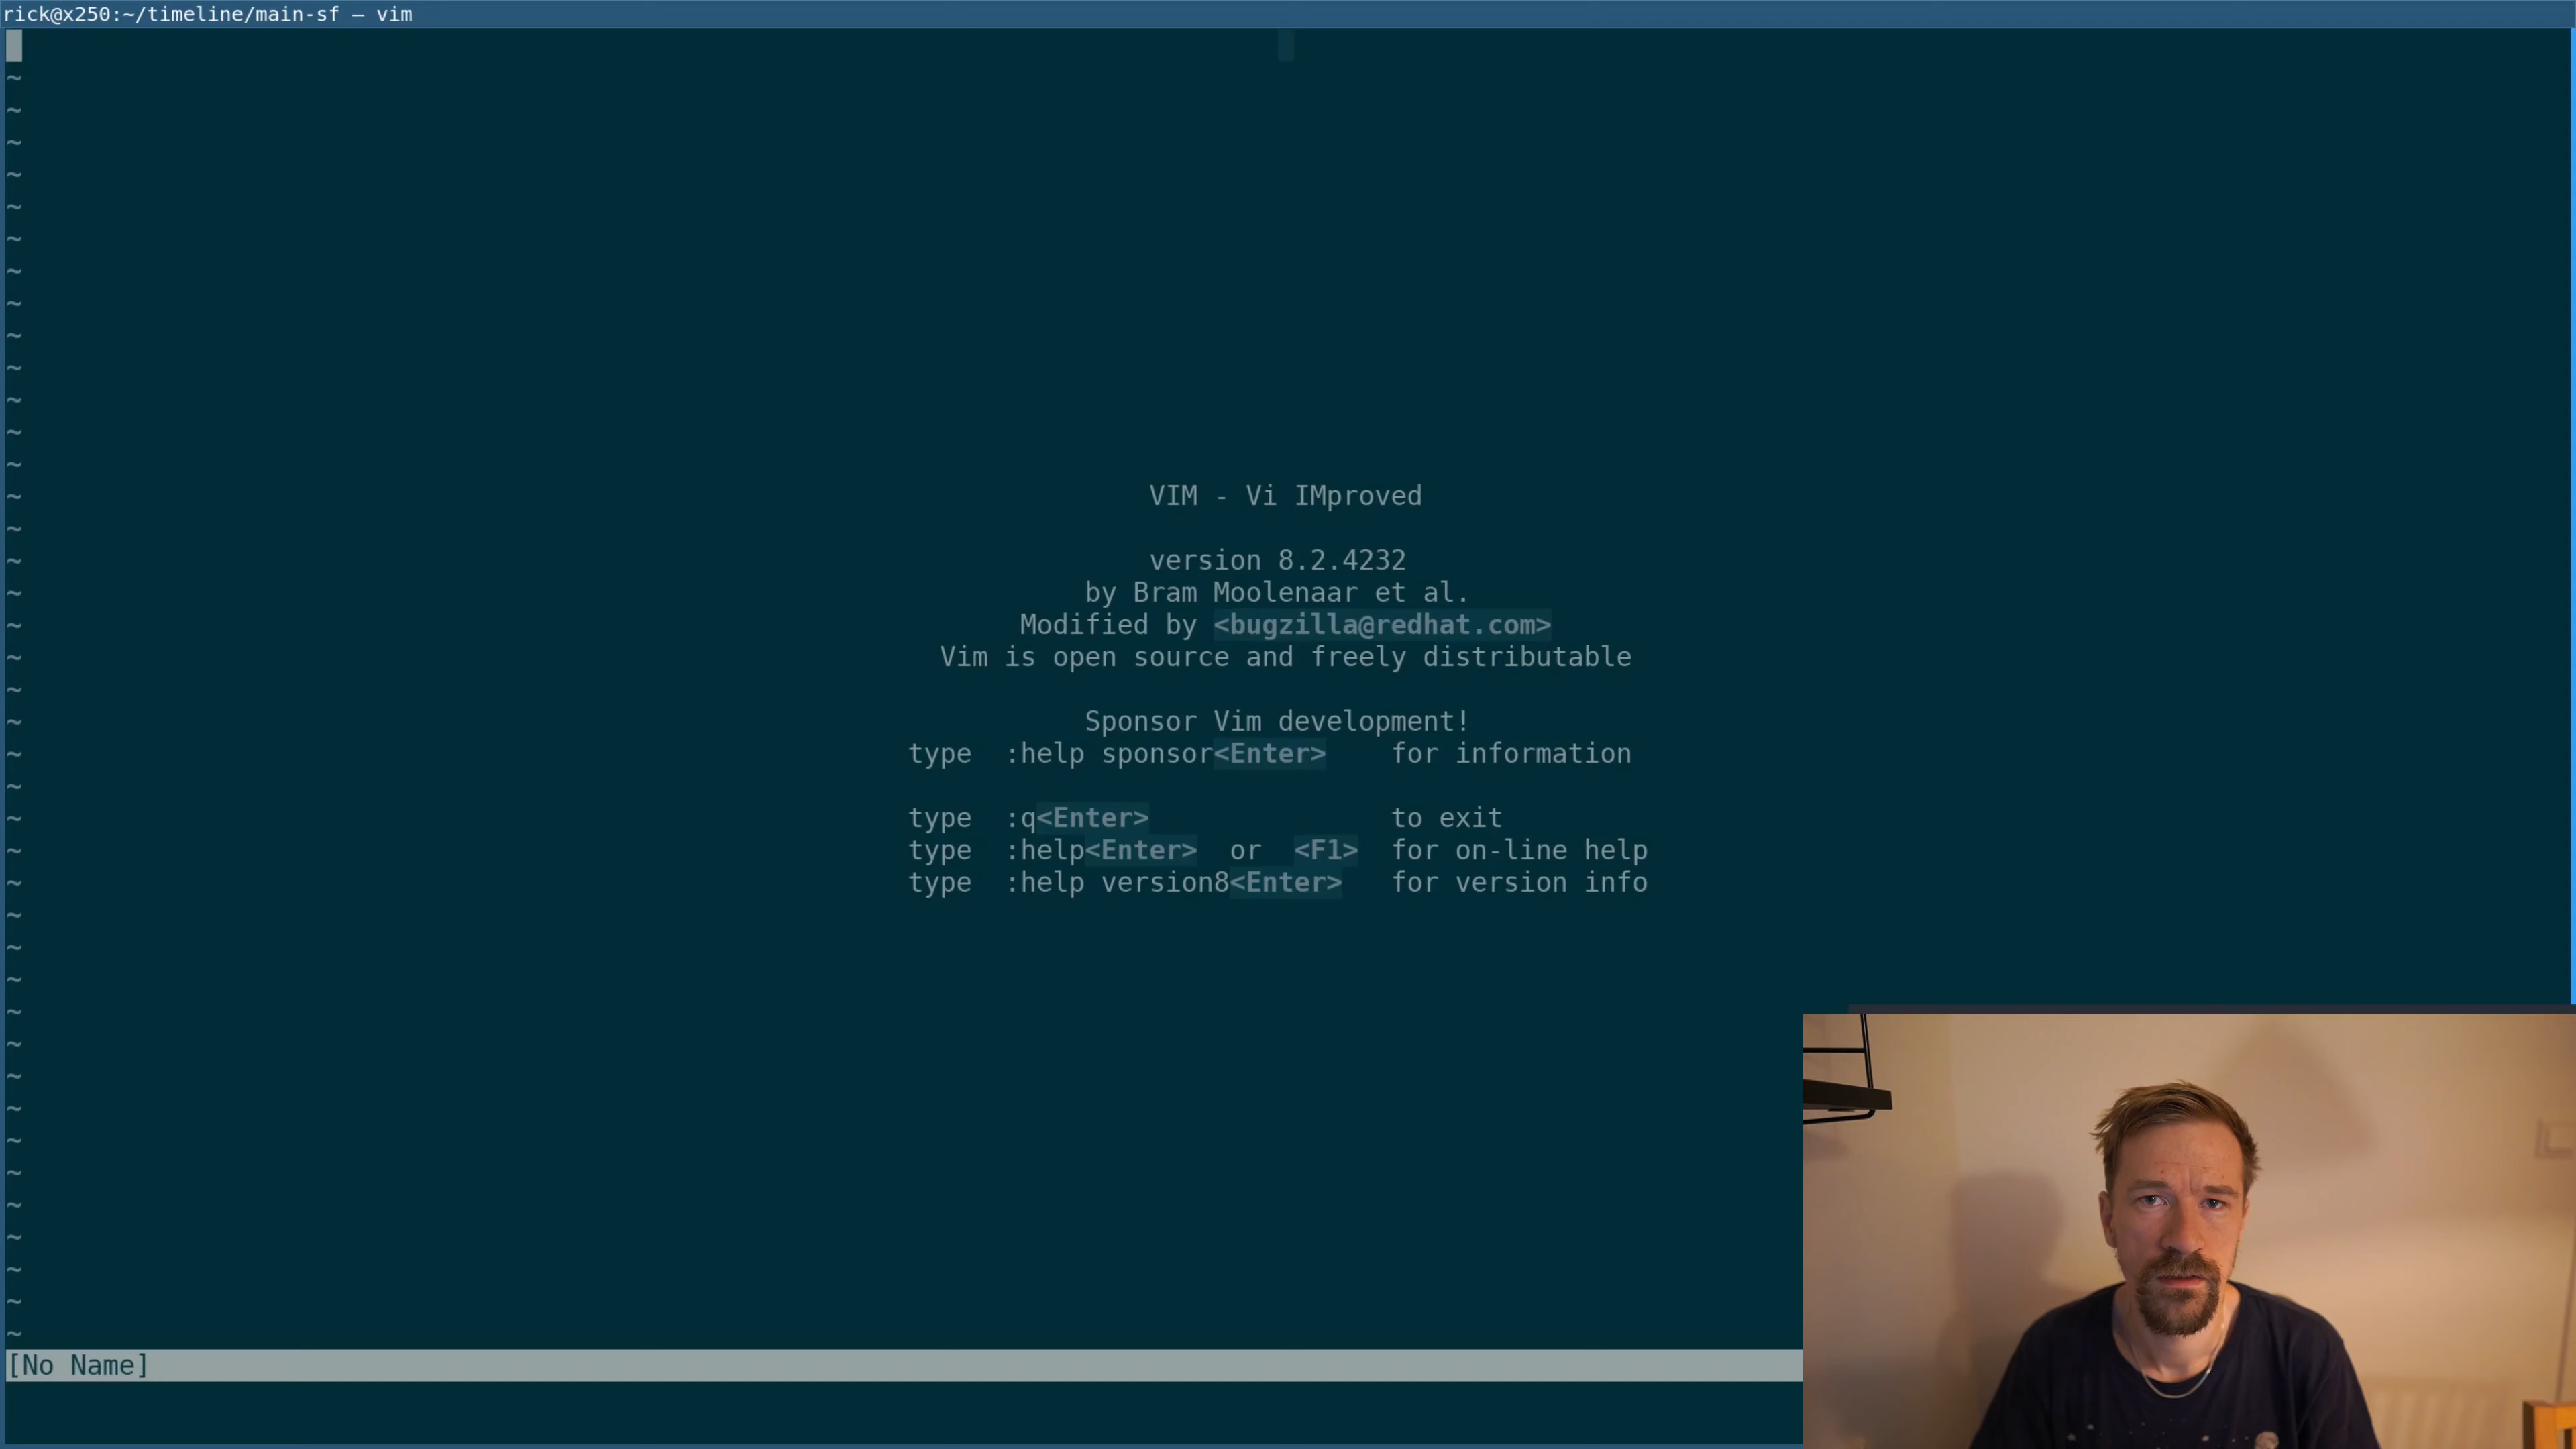 rick@x250:~/timeline/main-sf — vim
~
~
~
~
~
~
~
~
~
~
~
~
~
~ VIM - Vi IMproved
~
~ version 8.2.4232
~ by Bram Moolenaar et al.
~ Modified by <bugzilla@redhat.com>
~ Vim is open source and freely distributable
~
~ Sponsor Vim development!
~ type  :help sponsor<Enter>    for information
~
~ type  :q<Enter>               to exit
~ type  :help<Enter>  or  <F1>  for on-line help
~ type  :help version8<Enter>   for version info
~
~
~
~
~
~
~
~
~
~
~
~
~
~
[No Name]